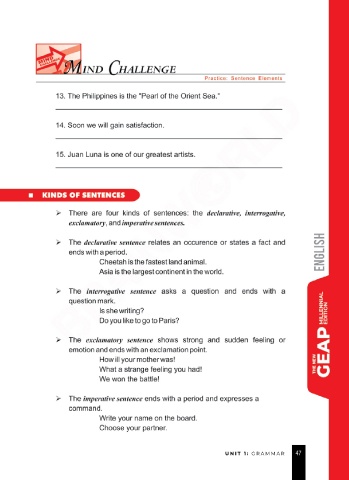 MIND
MIND CHALLENGE
Practice: Sentence Elements
13. The Philippines is the "Pearl of the Orient Sea."
14. Soon we will gain satisfaction.
15. Juan Luna is one of our greatest artists.
■ KINDS OF SENTENCES
➢ There are four kinds of sentences: the declarative, interrogative,
exclamatory, and imperative sentences.
➢ The declarative sentence relates an occurence or states a fact and
ends with a period.
Cheetah is the fastest land animal.
Asia is the largest continent in the world.
➢ The interrogative sentence asks a question and ends with a
question mark.
Is she writing?
Do you like to go to Paris?
➢ The exclamatory sentence shows strong and sudden feeling or
emotion and ends with an exclamation point.
How ill your mother was!
What a strange feeling you had!
We won the battle!
➢ The imperative sentence ends with a period and expresses a
command.
Write your name on the board.
Choose your partner.
ENGLISH
THE NEW GEAP MILLENNIAL EDITION
UNIT 1: GRAMMAR 47